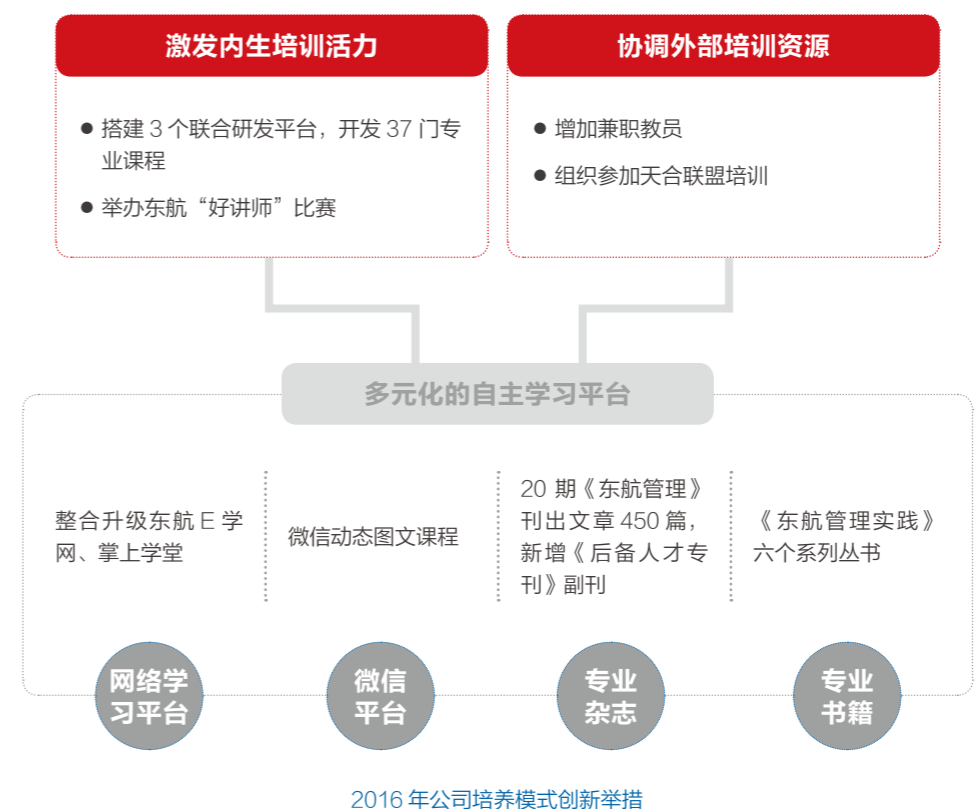 激发内生培训活力
● 搭建 3 个联合研发平台，开发 37 门专
业课程
● 举办东航“好讲师”比赛
协调外部培训资源
● 增加兼职教员
● 组织参加天合联盟培训
多元化的自主学习平台
整合升级东航 E 学
网、掌上学堂
微信动态图文课程
20 期《东航管理》
刊出文章 450 篇，
新增《后备人才专
刊》副刊
《东航管理实践》
六个系列丛书
网络学
习平台
微信
平台
专业
杂志
专业
书籍
2016 年公司培养模式创新举措